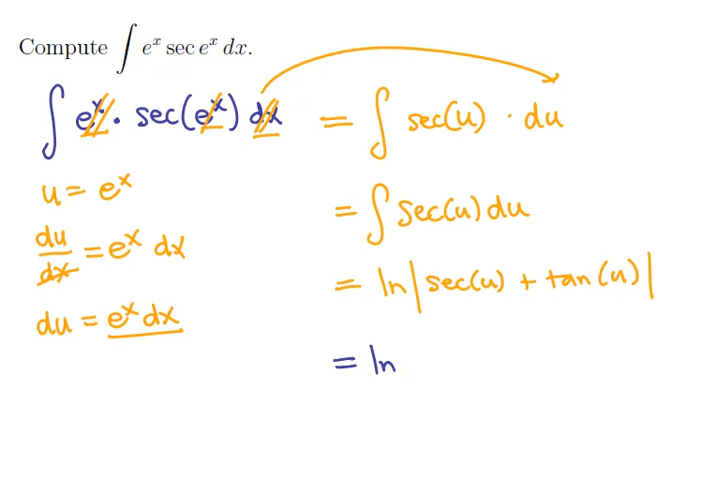 Compute ∫ e^x sec e^x dx.
∫ e^x · sec(e^x) dx = ∫ sec(u) · du
u = e^x
= ∫ sec(u) du
du/dx = e^x dx
= ln|sec(u) + tan(u)|
du = e^x dx
= ln